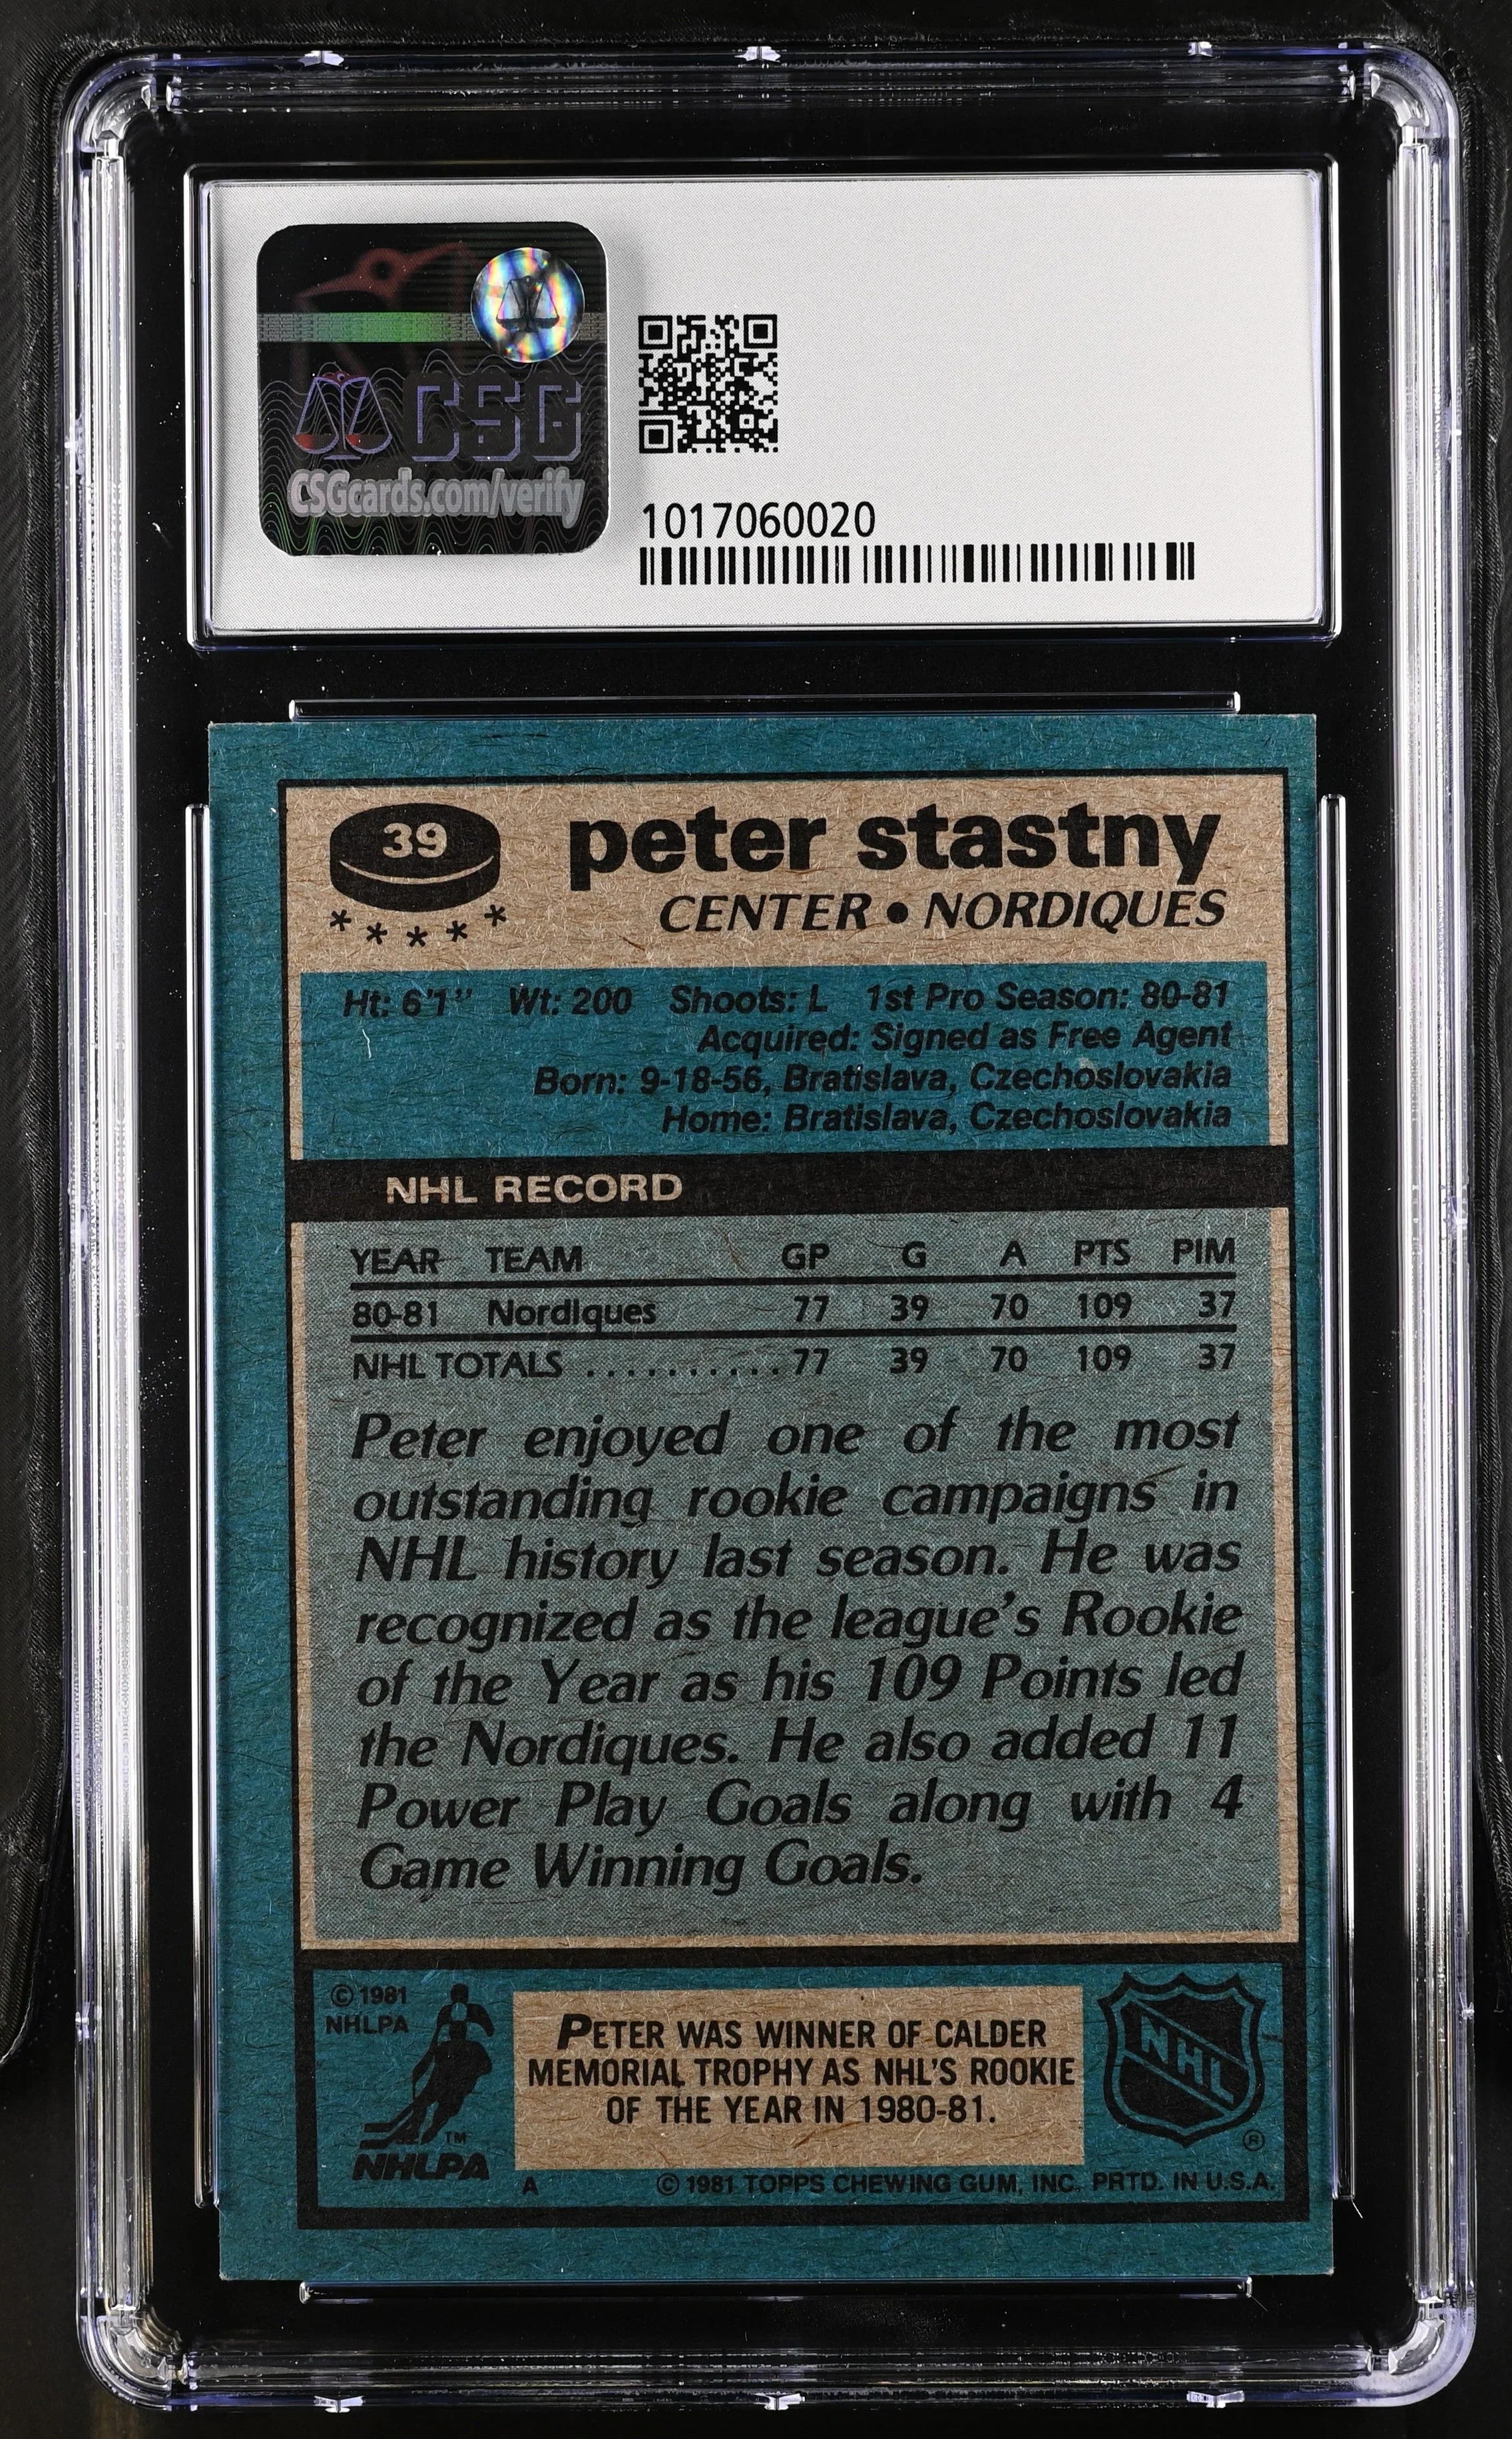 CSG
CSGcards.com/verify
1017060020
39
peter stastny
*****
CENTER • NORDIQUES
Ht: 6'1" Wt: 200 Shoots: L 1st Pro Season: 80-81
Acquired: Signed as Free Agent
Born: 9-18-56, Bratislava, Czechoslovakia
Home: Bratislava, Czechoslovakia
NHL RECORD
YEAR TEAM GP G A PTS PIM
80-81 Nordiques 77 39 70 109 37
NHL TOTALS .......... 77 39 70 109 37
Peter enjoyed one of the most
outstanding rookie campaigns in
NHL history last season. He was
recognized as the league's Rookie
of the Year as his 109 Points led
the Nordiques. He also added 11
Power Play Goals along with 4
Game Winning Goals.
© 1981
NHLPA
PETER WAS WINNER OF CALDER
MEMORIAL TROPHY AS NHL'S ROOKIE
OF THE YEAR IN 1980-81.
NHL
®
TM
NHLPA
A
© 1981 TOPPS CHEWING GUM, INC. PRTD. IN U.S.A.